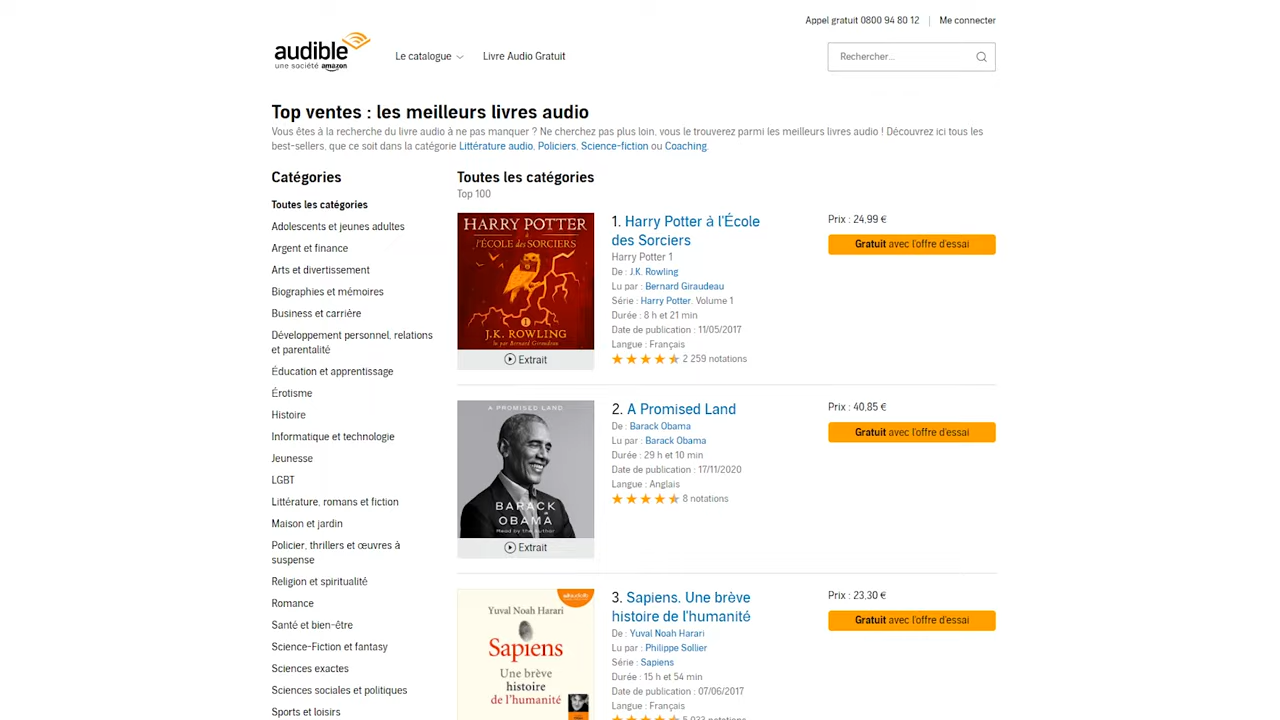 Appel gratuit 0800 94 80 12
Me connecter
audible
une société amazon
Le catalogue
Livre Audio Gratuit
Rechercher...
Top ventes : les meilleurs livres audio
Vous êtes à la recherche du livre audio à ne pas manquer ? Ne cherchez pas plus loin, vous le trouverez parmi les meilleurs livres audio ! Découvrez ici tous les
best-sellers, que ce soit dans la catégorie Littérature audio, Policiers, Science-fiction ou Coaching.
Catégories
Toutes les catégories
Adolescents et jeunes adultes
Argent et finance
Arts et divertissement
Biographies et mémoires
Business et carrière
Développement personnel, relations
et parentalité
Éducation et apprentissage
Érotisme
Histoire
Informatique et technologie
Jeunesse
LGBT
Littérature, romans et fiction
Maison et jardin
Policier, thrillers et œuvres à
suspense
Religion et spiritualité
Romance
Santé et bien-être
Science-Fiction et fantasy
Sciences exactes
Sciences sociales et politiques
Sports et loisirs
Toutes les catégories
Top 100
HARRY POTTER
à
l'ÉCOLE des SORCIERS
1
J.K. ROWLING
lu par Bernard Giraudeau
Extrait
1. Harry Potter à l'École
des Sorciers
Harry Potter 1
De : J.K. Rowling
Lu par : Bernard Giraudeau
Série : Harry Potter, Volume 1
Durée : 8 h et 21 min
Date de publication : 11/05/2017
Langue : Français
2 259 notations
Prix : 24,99 €
Gratuit avec l'offre d'essai
A PROMISED LAND
BARACK
OBAMA
Read by the author
Extrait
2. A Promised Land
De : Barack Obama
Lu par : Barack Obama
Durée : 29 h et 10 min
Date de publication : 17/11/2020
Langue : Anglais
8 notations
Prix : 40,85 €
Gratuit avec l'offre d'essai
Yuval Noah Harari
Sapiens
Une brève
histoire
de l'humanité
3. Sapiens. Une brève
histoire de l'humanité
De : Yuval Noah Harari
Lu par : Philippe Sollier
Série : Sapiens
Durée : 15 h et 54 min
Date de publication : 07/06/2017
Langue : Français
5 033 notations
Prix : 23,30 €
Gratuit avec l'offre d'essai